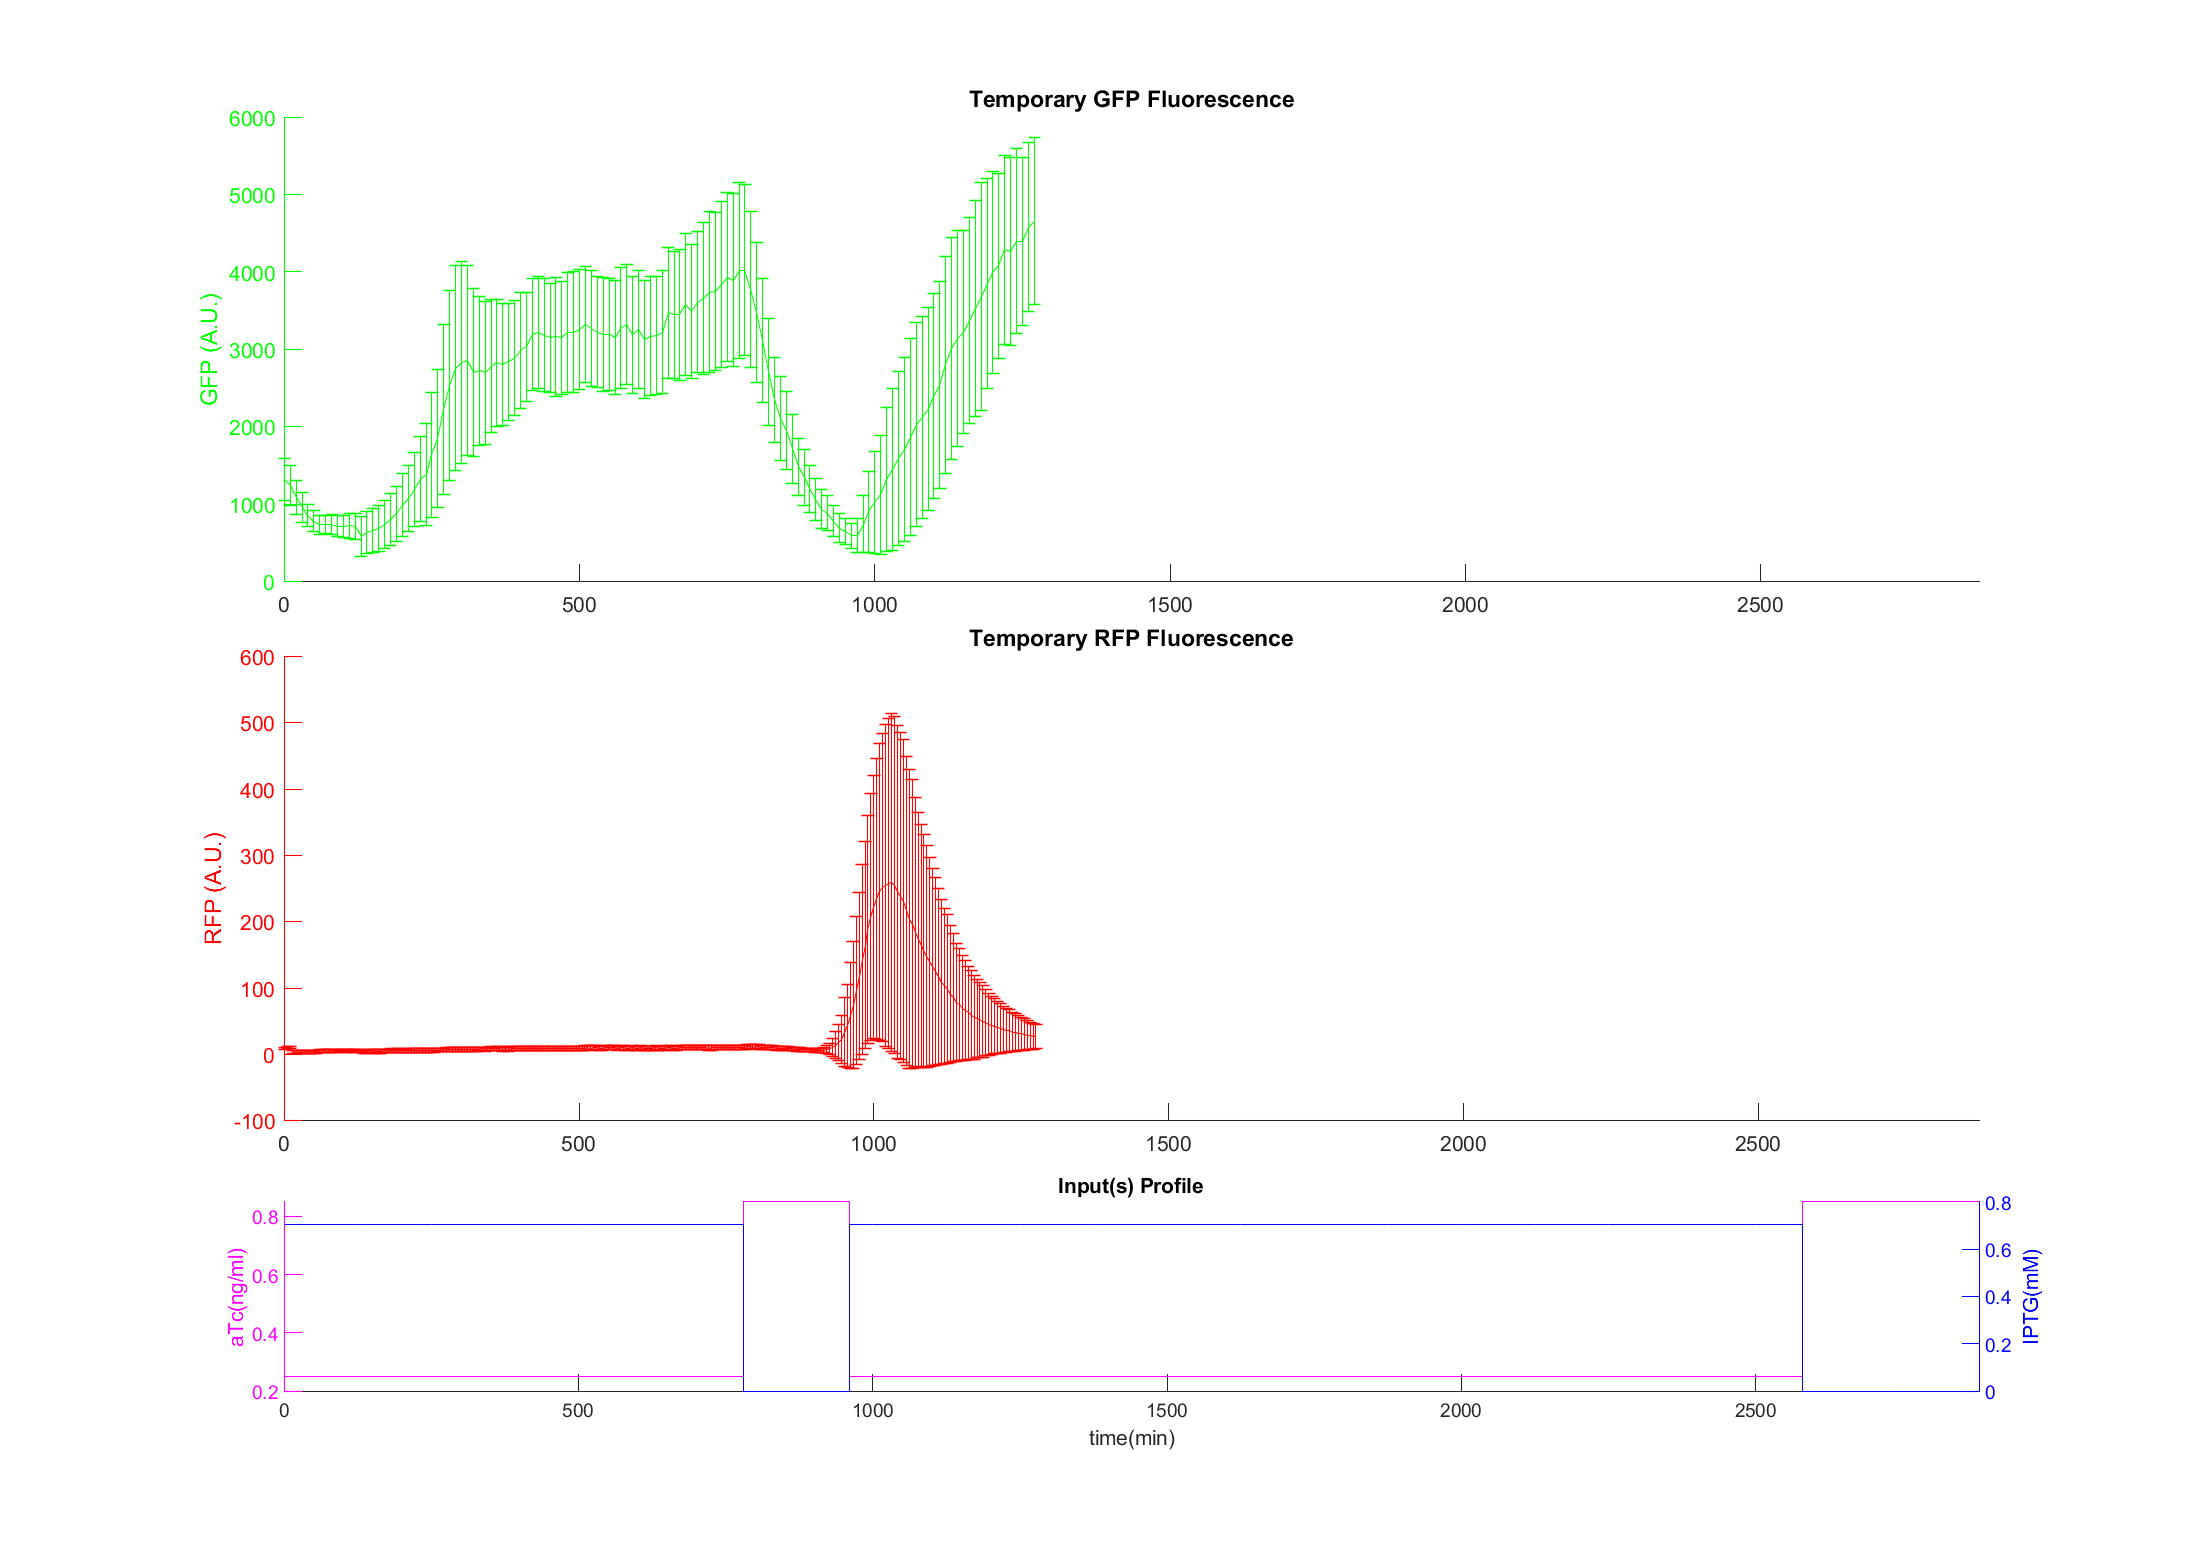 Temporary GFP Fluorescence
GFP (A.U.)
6000
5000
4000
3000
2000
1000
0
0 500 1000 1500 2000 2500
Temporary RFP Fluorescence
RFP (A.U.)
600
500
400
300
200
100
0
-100
0 500 1000 1500 2000 2500
Input(s) Profile
aTc(ng/ml)
0.8
0.6
0.4
0.2
0.8
0.6
0.4
0.2
0
IPTG(mM)
0 500 1000 1500 2000 2500
time(min)